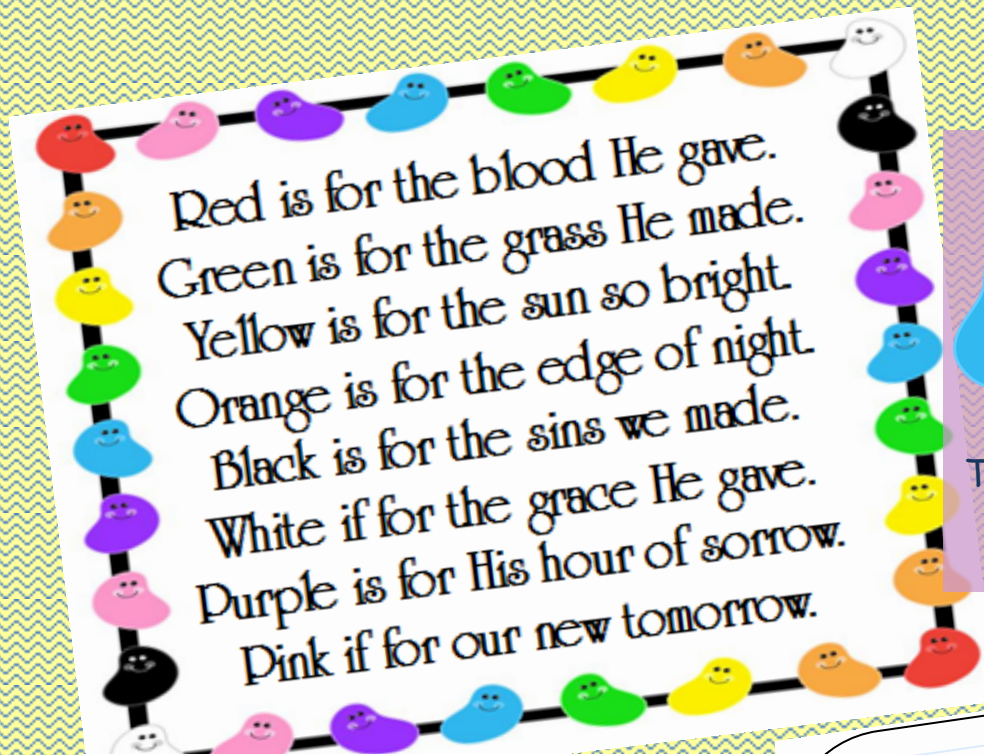 Red is for the blood He gave.
Green is for the grass He made.
Yellow is for the sun so bright.
Orange is for the edge of night.
Black is for the sins we made.
White if for the grace He gave.
Purple is for His hour of sorrow.
Pink if for our new tomorrow.
T